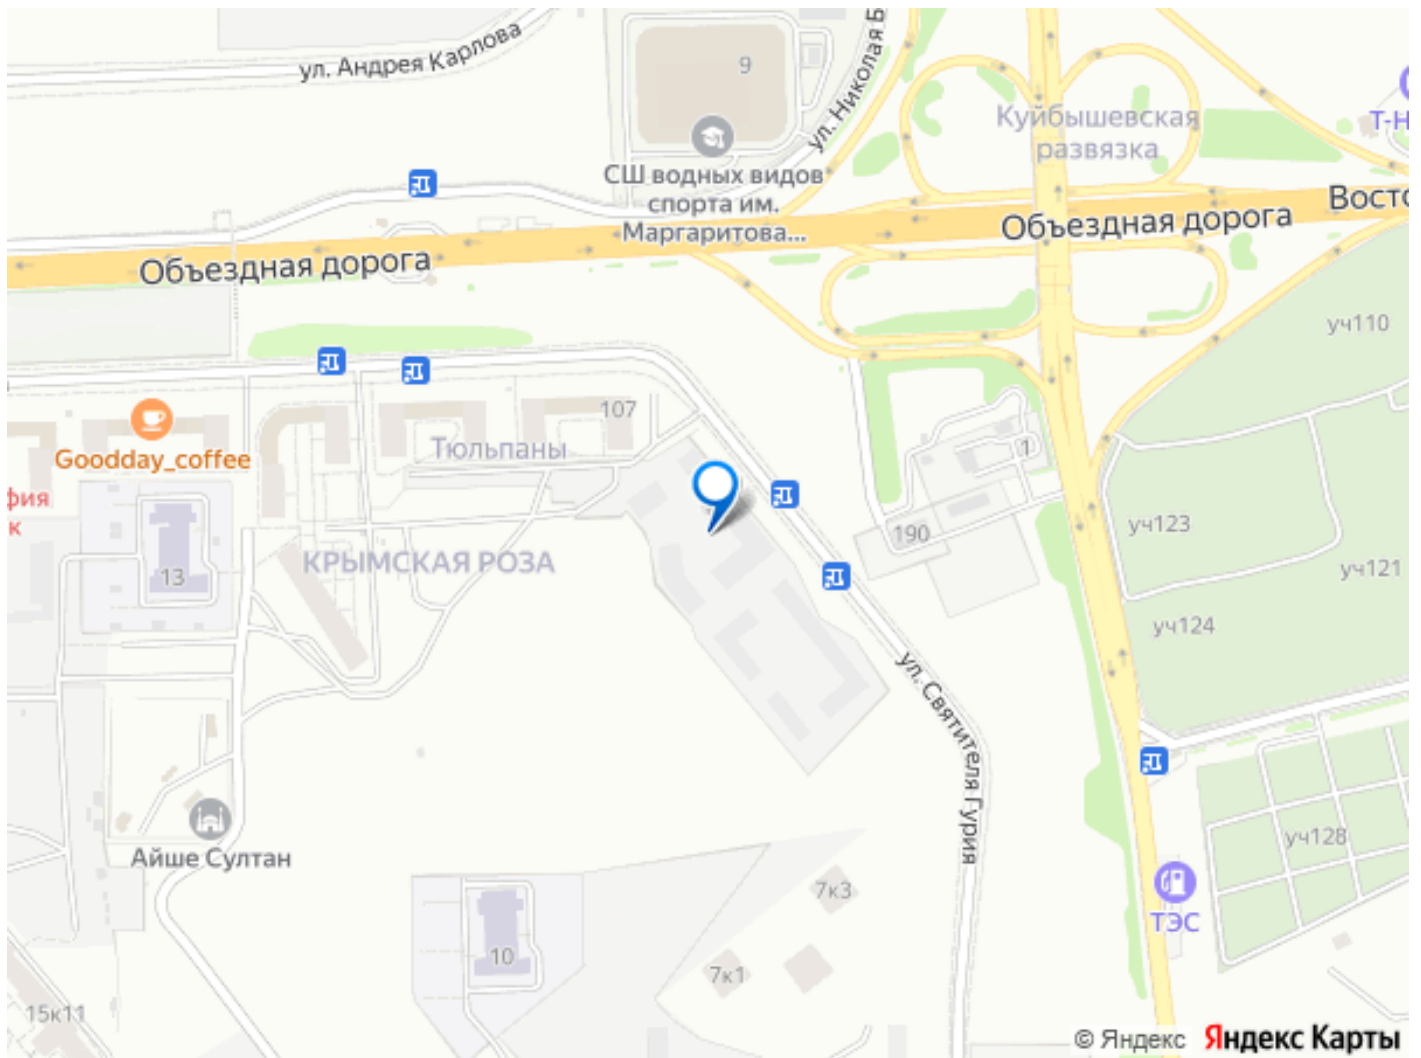 ул. Андрея Карлова
9
ул. Николая Б
Куйбышевская
развязка
Т-Н
СШ водных видов
спорта им.
Маргаритова...
Восто
Объездная дорога
Объездная дорога
уч110
107
Тюльпаны
Goodday_coffee
фия
к
1
190
уч123
КРЫМСКАЯ РОЗА
13
уч121
уч124
ул. Святителя Гурия
уч128
Айше Султан
7к3
ТЭС
10
7к1
15к11
© Яндекс Яндекс Карты